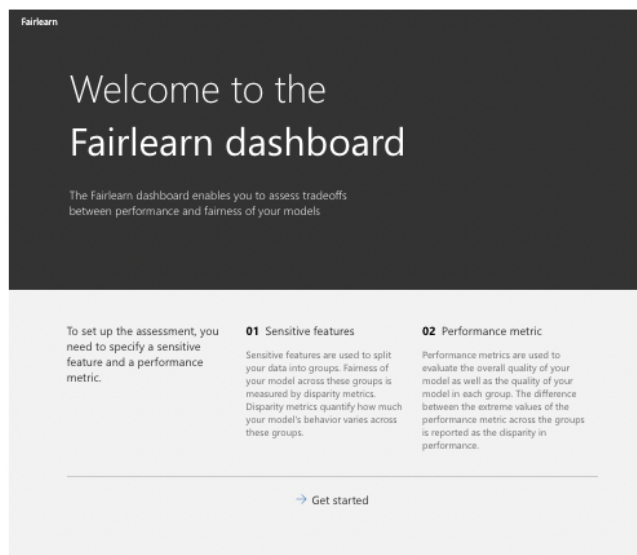 Fairlearn
Welcome to the
Fairlearn dashboard
The Fairlearn dashboard enables you to assess tradeoffs
between performance and fairness of your models
To set up the assessment, you
need to specify a sensitive
feature and a performance
metric.
01 Sensitive features
Sensitive features are used to split
your data into groups. Fairness of
your model across these groups is
measured by disparity metrics.
Disparity metrics quantify how much
your model's behavior varies across
these groups.
02 Performance metric
Performance metrics are used to
evaluate the overall quality of your
model as well as the quality of your
model in each group. The difference
between the extreme values of the
performance metric across the groups
is reported as the disparity in
performance.
Get started